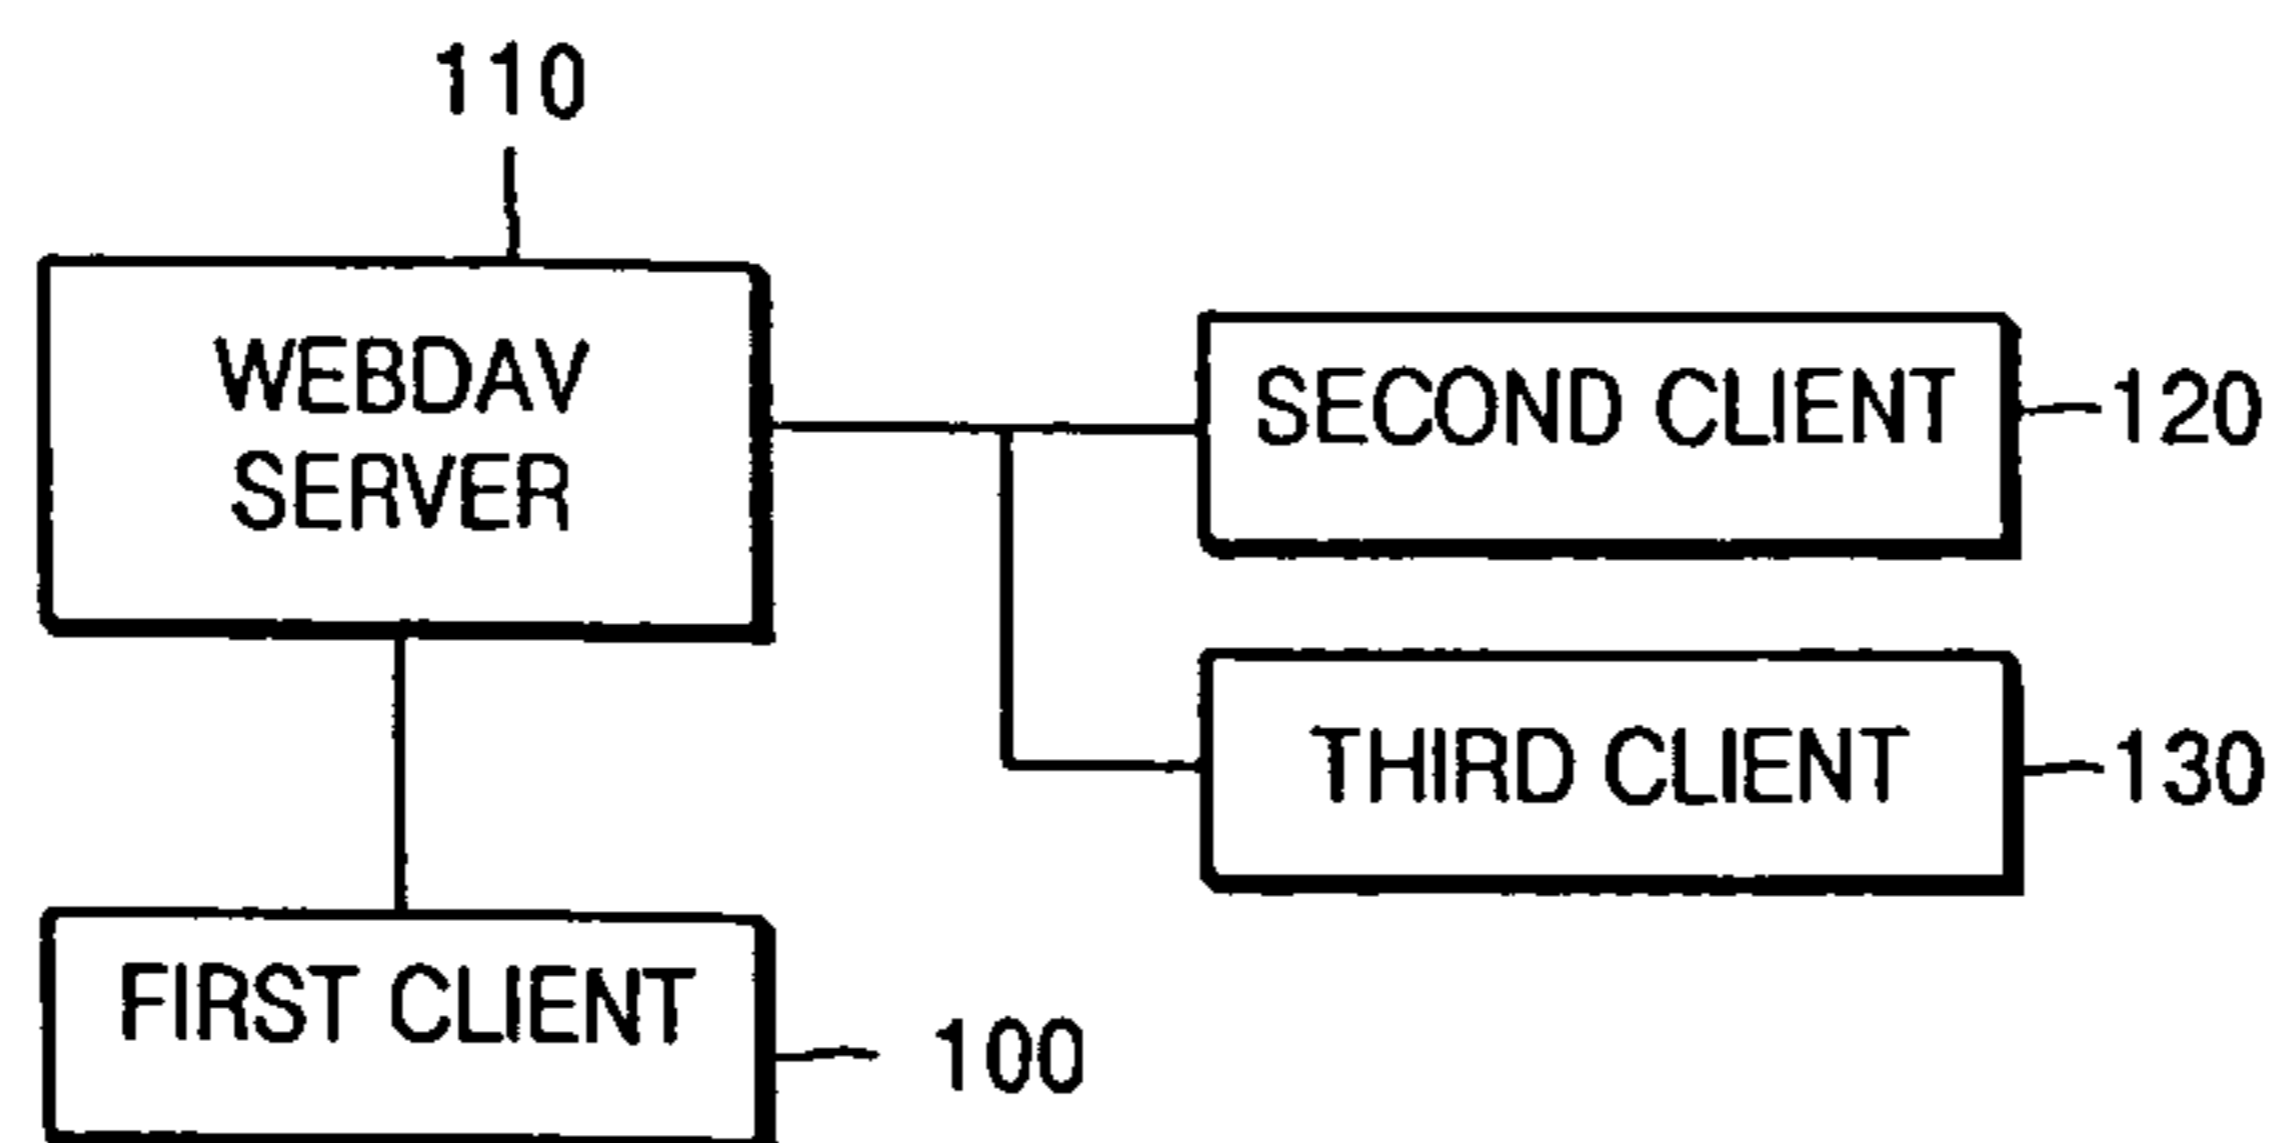 110
WEBDAV
SERVER
SECOND CLIENT
120
THIRD CLIENT
130
FIRST CLIENT
100